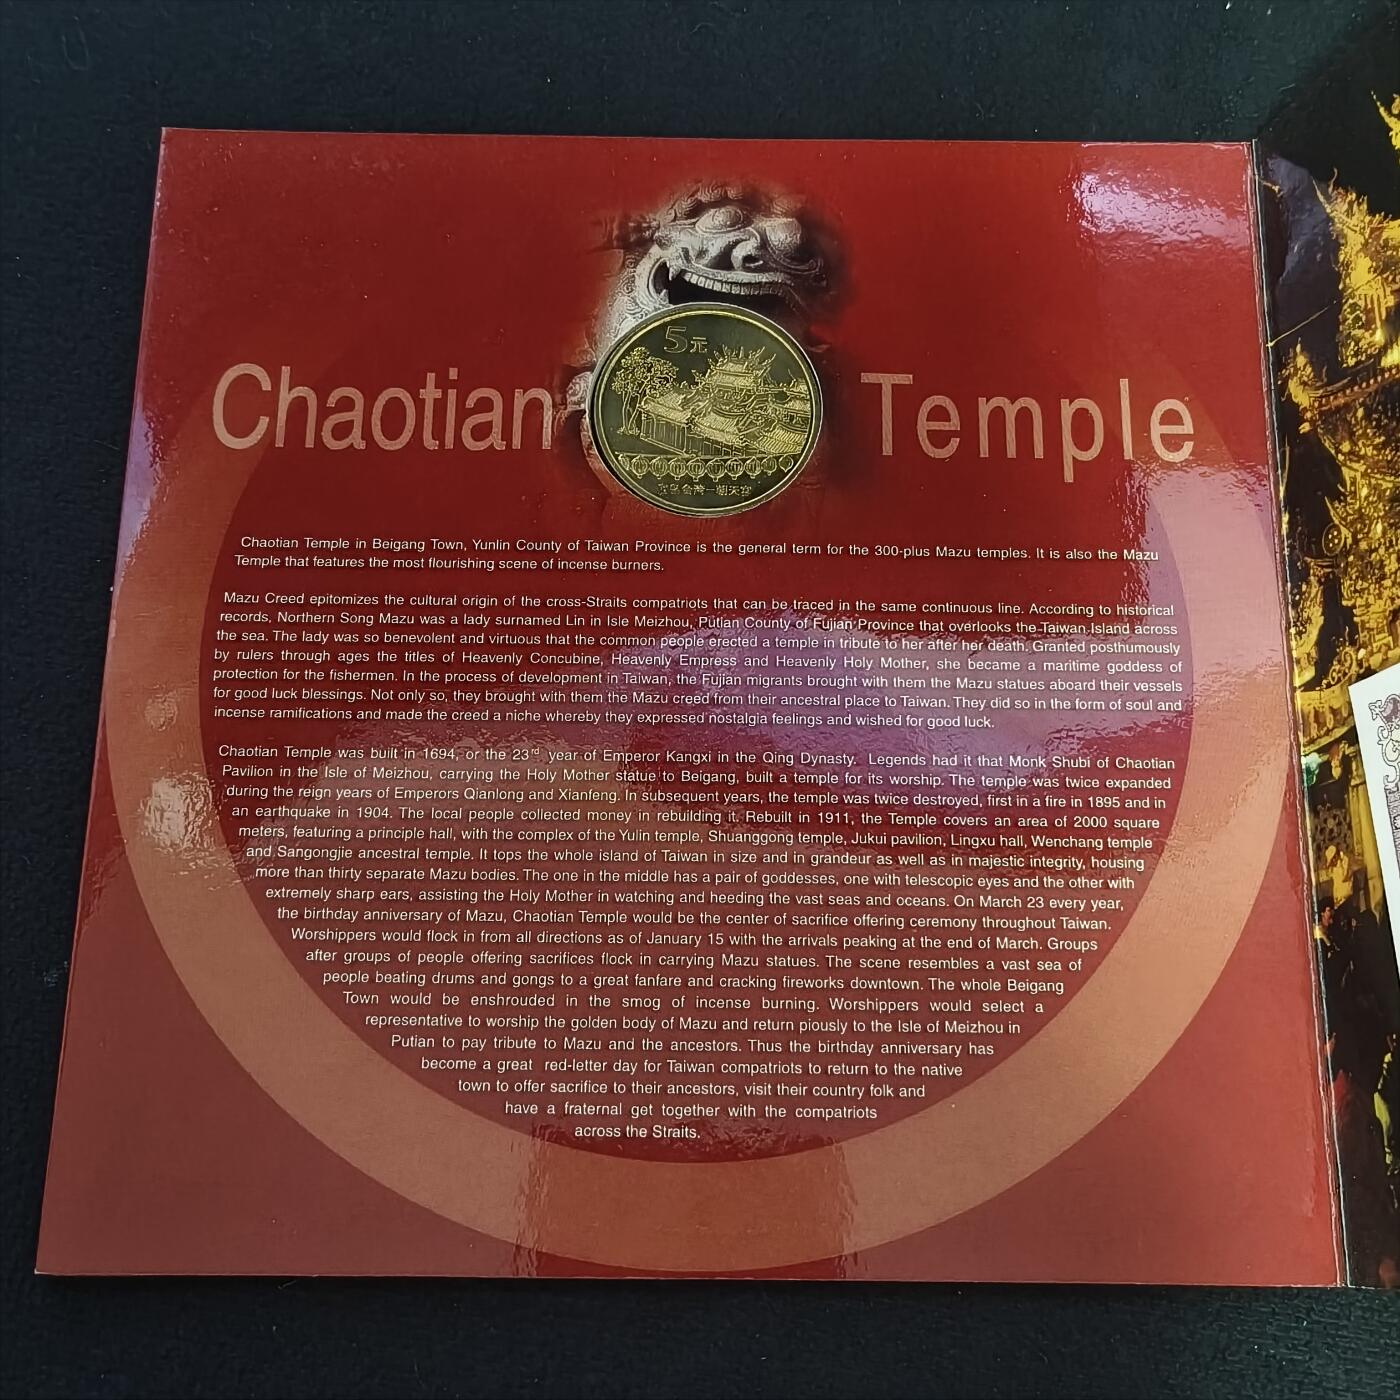 5元
宝岛台湾—朝天宫
Chaotian Temple
Chaotian Temple in Beigang Town, Yunlin County of Taiwan Province is the general term for the 300-plus Mazu temples. It is also the Mazu
Temple that features the most flourishing scene of incense burners.
Mazu Creed epitomizes the cultural origin of the cross-Straits compatriots that can be traced in the same continuous line. According to historical
records, Northern Song Mazu was a lady surnamed Lin in Isle Meizhou, Putian County of Fujian Province that overlooks the Taiwan Island across
the sea. The lady was so benevolent and virtuous that the common people erected a temple in tribute to her after her death. Granted posthumously
by rulers through ages the titles of Heavenly Concubine, Heavenly Empress and Heavenly Holy Mother, she became a maritime goddess of
protection for the fishermen. In the process of development in Taiwan, the Fujian migrants brought with them the Mazu statues aboard their vessels
for good luck blessings. Not only so, they brought with them the Mazu creed from their ancestral place to Taiwan. They did so in the form of soul and
incense ramifications and made the creed a niche whereby they expressed nostalgia feelings and wished for good luck.
Chaotian Temple was built in 1694, or the 23rd year of Emperor Kangxi in the Qing Dynasty. Legends had it that Monk Shubi of Chaotian
Pavilion in the Isle of Meizhou, carrying the Holy Mother statue to Beigang, built a temple for its worship. The temple was twice expanded
during the reign years of Emperors Qianlong and Xianfeng. In subsequent years, the temple was twice destroyed, first in a fire in 1895 and in
an earthquake in 1904. The local people collected money in rebuilding it. Rebuilt in 1911, the Temple covers an area of 2000 square
meters, featuring a principle hall, with the complex of the Yulin temple, Shuanggong temple, Jukui pavilion, Lingxu hall, Wenchang temple
and Sangongjie ancestral temple. It tops the whole island of Taiwan in size and in grandeur as well as in majestic integrity, housing
more than thirty separate Mazu bodies. The one in the middle has a pair of goddesses, one with telescopic eyes and the other with
extremely sharp ears, assisting the Holy Mother in watching and heeding the vast seas and oceans. On March 23 every year,
the birthday anniversary of Mazu, Chaotian Temple would be the center of sacrifice offering ceremony throughout Taiwan.
Worshippers would flock in from all directions as of January 15 with the arrivals peaking at the end of March. Groups
after groups of people offering sacrifices flock in carrying Mazu statues. The scene resembles a vast sea of
people beating drums and gongs to a great fanfare and cracking fireworks downtown. The whole Beigang
Town would be enshrouded in the smog of incense burning. Worshippers would select a
representative to worship the golden body of Mazu and return piously to the Isle of Meizhou in
Putian to pay tribute to Mazu and the ancestors. Thus the birthday anniversary has
become a great red-letter day for Taiwan compatriots to return to the native
town to offer sacrifice to their ancestors, visit their country folk and
have a fraternal get together with the compatriots
across the Straits.